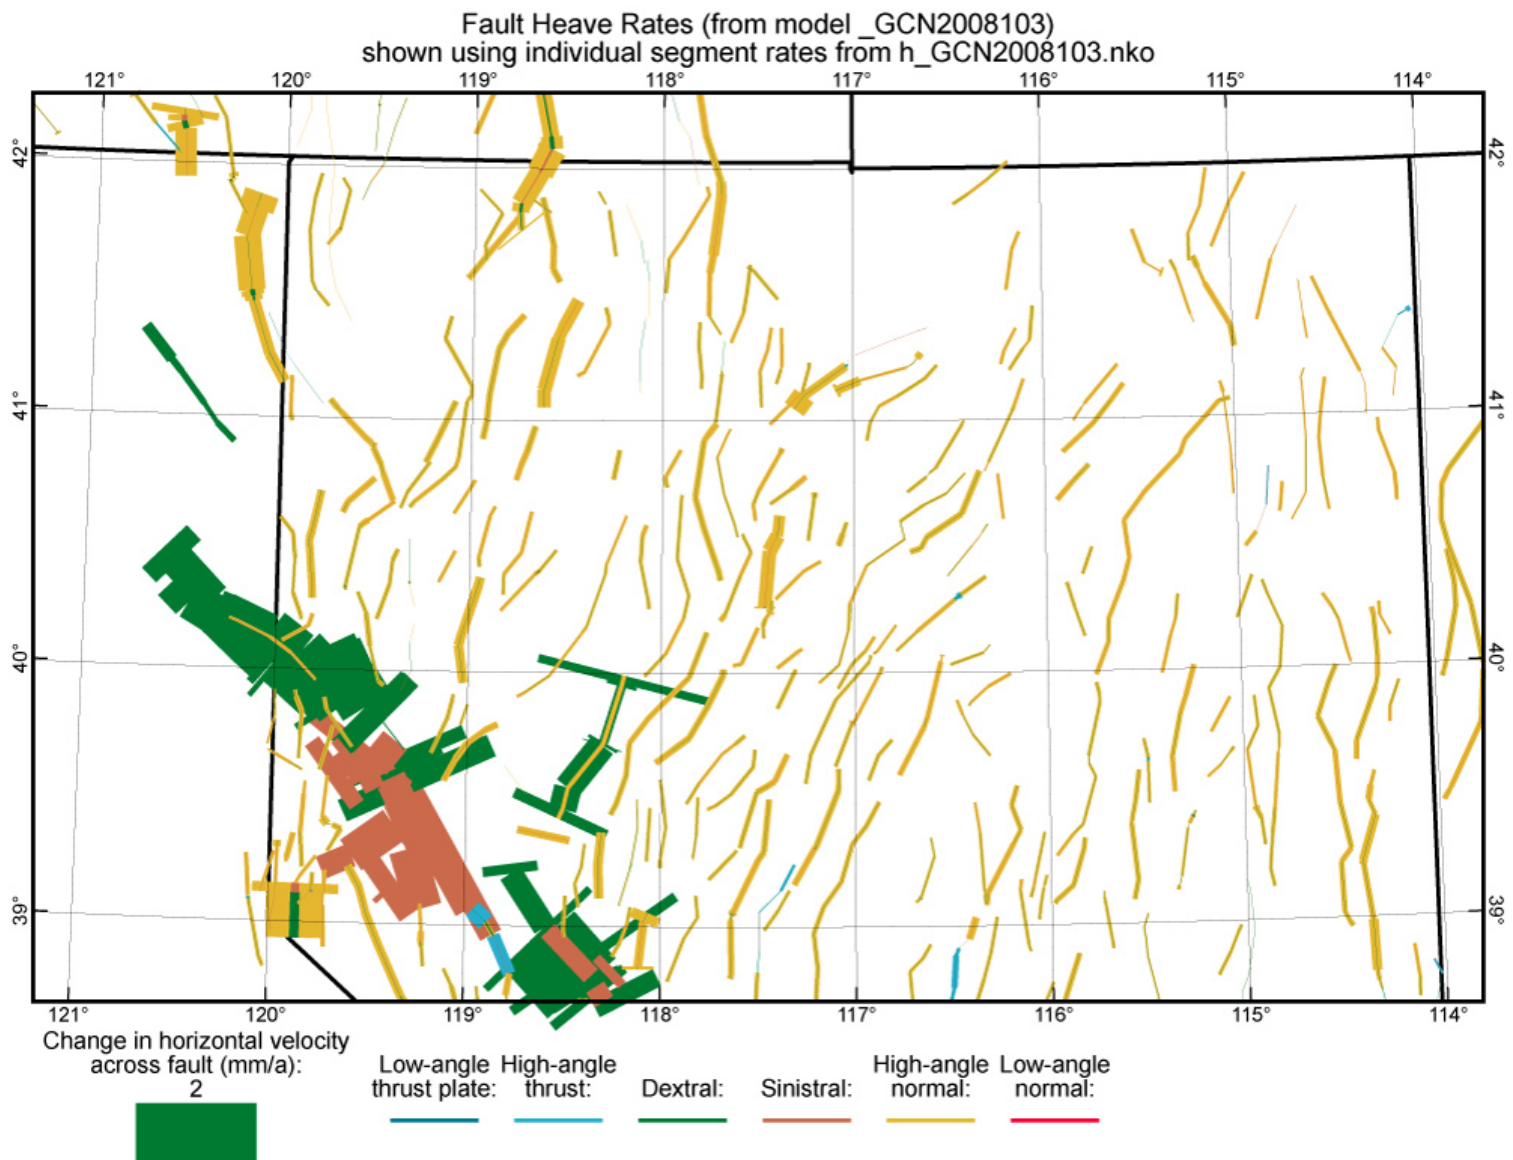 Fault Heave Rates (from model _GCN2008103)
shown using individual segment rates from h_GCN2008103.nko
121° 120° 119° 118° 117° 116° 115° 114°
42° 42°
41° 41°
40° 40°
39° 39°
121° 120° 119° 118° 117° 116° 115° 114°
Change in horizontal velocity
across fault (mm/a):
2
Low-angle
thrust plate:
High-angle
thrust:
Dextral:
Sinistral:
High-angle
normal:
Low-angle
normal: